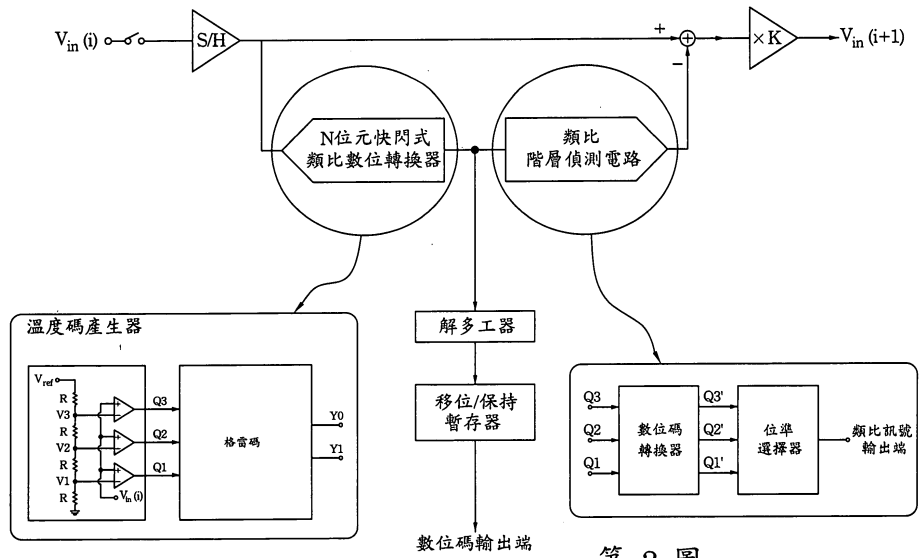 V_in (i)
S/H
+
−
×K
V_in (i+1)
N位元快閃式
類比數位轉換器
類比
階層偵測電路
溫度碼產生器
V_ref
R
V3
R
V2
R
V1
R
V_in (i)
Q3
Q2
Q1
格雷碼
Y0
Y1
解多工器
移位/保持
暫存器
數位碼輸出端
Q3
Q2
Q1
數位碼
轉換器
Q3'
Q2'
Q1'
位準
選擇器
類比訊號
輸出端